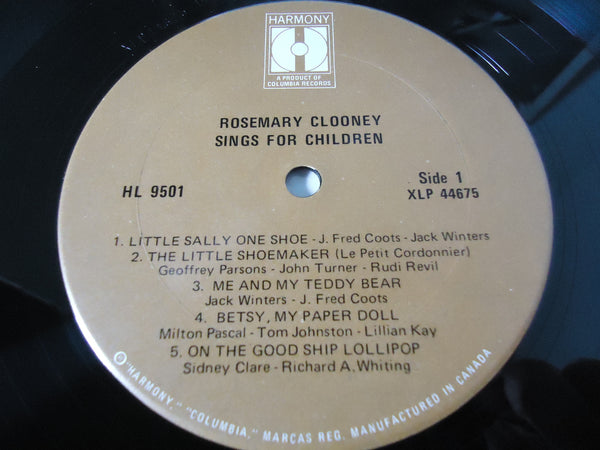 HARMONY
A PRODUCT OF
COLUMBIA RECORDS
ROSEMARY CLOONEY
SINGS FOR CHILDREN
HL 9501
Side 1
XLP 44675
1. LITTLE SALLY ONE SHOE - J. Fred Coots - Jack Winters
2. THE LITTLE SHOEMAKER (Le Petit Cordonnier)
Geoffrey Parsons - John Turner - Rudi Revil
3. ME AND MY TEDDY BEAR
Jack Winters - J. Fred Coots
4. BETSY, MY PAPER DOLL
Milton Pascal - Tom Johnston - Lillian Kay
5. ON THE GOOD SHIP LOLLIPOP
Sidney Clare - Richard A. Whiting
"HARMONY," "COLUMBIA," MARCAS REG. MANUFACTURED IN CANADA